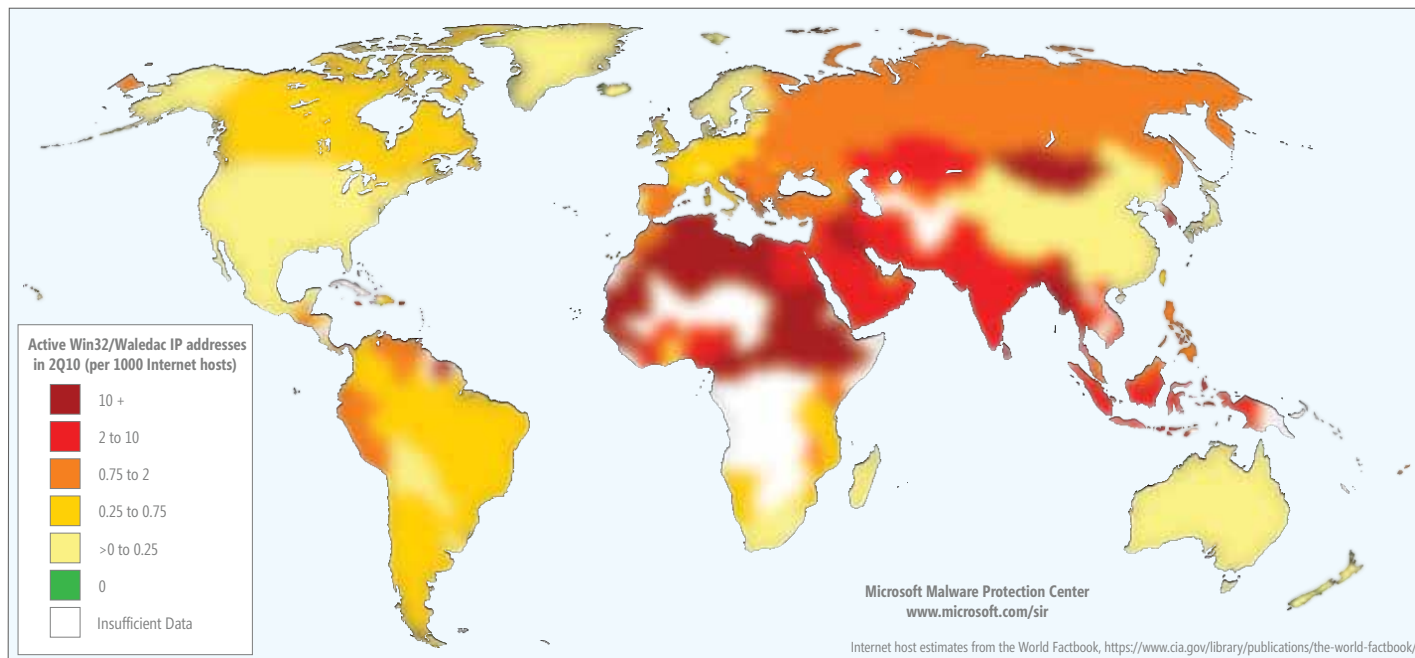 Active Win32/Waledac IP addresses
in 2Q10 (per 1000 Internet hosts)
10 +
2 to 10
0.75 to 2
0.25 to 0.75
>0 to 0.25
0
Insufficient Data
Microsoft Malware Protection Center
www.microsoft.com/sir
Internet host estimates from the World Factbook, https://www.cia.gov/library/publications/the-world-factbook/